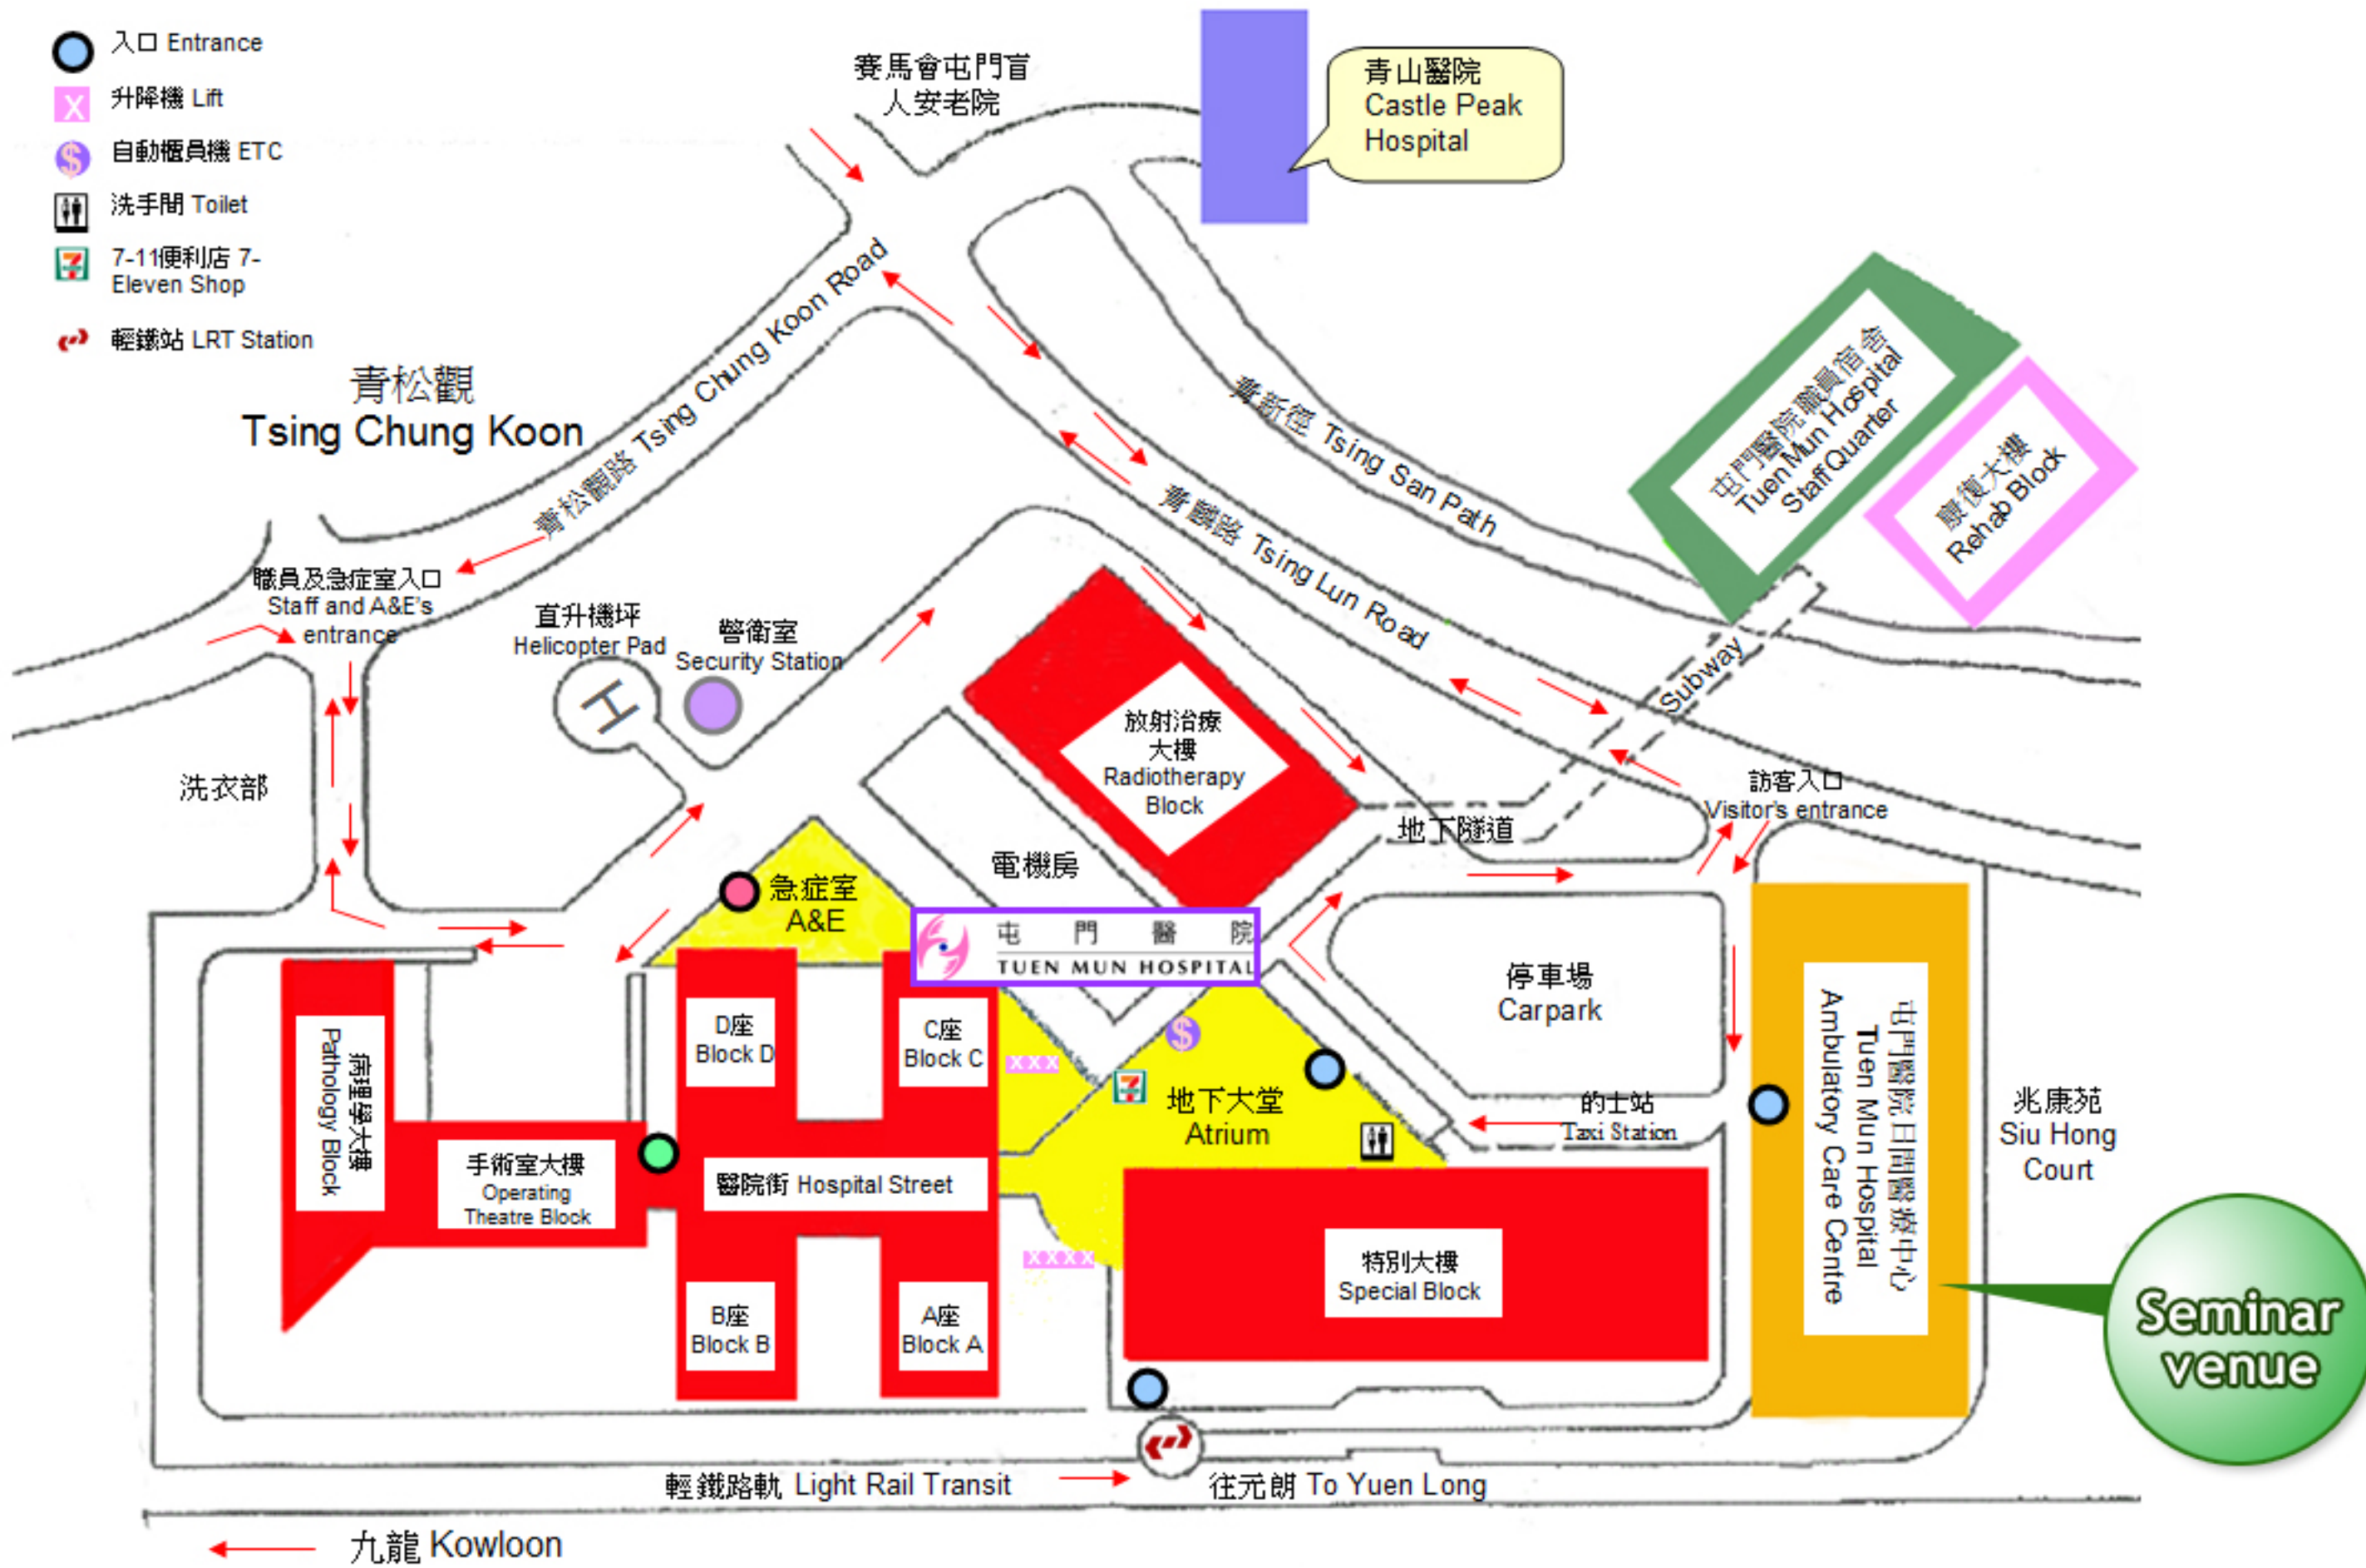 入口 Entrance
升降機 Lift
自動櫃員機 ETC
洗手間 Toilet
7-11便利店 7-
Eleven Shop
輕鐵站 LRT Station
賽馬會屯門盲
人安老院
青山醫院
Castle Peak
Hospital
青松觀
Tsing Chung Koon
青松觀路 Tsing Chung Koon Road
青新徑 Tsing San Path
青麟路 Tsing Lun Road
屯門醫院職員宿舍
Tuen Mun Hospital
Staff Quarter
康復大樓
Rehab Block
職員及急症室入口
Staff and A&E's
entrance
直升機坪
Helicopter Pad
H
警衛室
Security Station
Subway
放射治療
大樓
Radiotherapy
Block
洗衣部
訪客入口
Visitor's entrance
地下隧道
電機房
急症室
A&E
屯門醫院
TUEN MUN HOSPITAL
停車場
Carpark
D座
Block D
C座
Block C
病理學大樓
Pathology Block
地下大堂
Atrium
的士站
Taxi Station
屯門醫院日間醫療中心
Tuen Mun Hospital
Ambulatory Care Centre
兆康苑
Siu Hong
Court
手術室大樓
Operating
Theatre Block
醫院街 Hospital Street
特別大樓
Special Block
B座
Block B
A座
Block A
Seminar
venue
輕鐵路軌 Light Rail Transit
往元朗 To Yuen Long
九龍 Kowloon